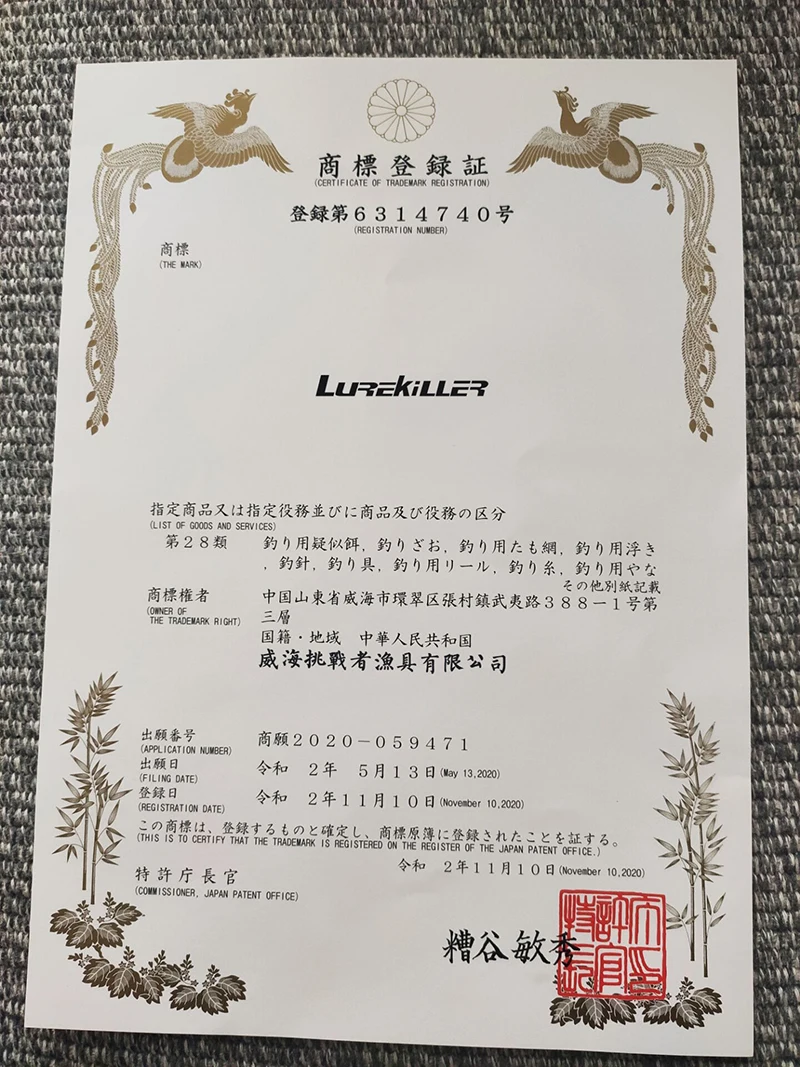 商標登録証
(CERTIFICATE OF TRADEMARK REGISTRATION)
登録第６３１４７４０号
(REGISTRATION NUMBER)
商標
(THE MARK)
LUREKiLLER
指定商品又は指定役務並びに商品及び役務の区分
(LIST OF GOODS AND SERVICES)
第２８類 釣り用疑似餌，釣りざお，釣り用たも網，釣り用浮き
，釣針，釣り具，釣り用リール，釣り糸，釣り用やな
その他別紙記載
商標権者 中国山東省威海市環翠区張村鎮武夷路３８８－１号第
(OWNER OF
THE TRADEMARK RIGHT)
三層
国籍・地域 中華人民共和国
威海挑戰者漁具有限公司
出願番号 商願２０２０－０５９４７１
(APPLICATION NUMBER)
出願日 令和 ２年 ５月１３日(May 13,2020)
(FILING DATE)
登録日 令和 ２年１１月１０日(November 10,2020)
(REGISTRATION DATE)
この商標は、登録するものと確定し、商標原簿に登録されたことを証する。
(THIS IS TO CERTIFY THAT THE TRADEMARK IS REGISTERED ON THE REGISTER OF THE JAPAN PATENT OFFICE.)
令和 ２年１１月１０日(November 10,2020)
特許庁長官
(COMMISSIONER, JAPAN PATENT OFFICE)
糟谷敏秀